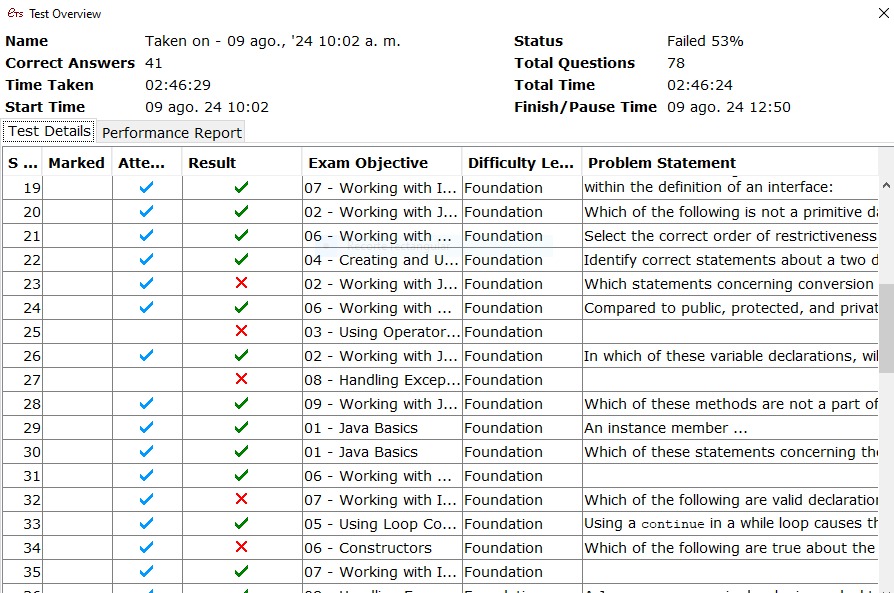 ETS Test Overview
Name Taken on - 09 ago., '24 10:02 a. m. Status Failed 53%
Correct Answers 41 Total Questions 78
Time Taken 02:46:29 Total Time 02:46:24
Start Time 09 ago. 24 10:02 Finish/Pause Time 09 ago. 24 12:50
Test Details Performance Report
S ... Marked Atte... Result Exam Objective Difficulty Le... Problem Statement
19 07 - Working with I... Foundation within the definition of an interface:
20 02 - Working with J... Foundation Which of the following is not a primitive da
21 06 - Working with ... Foundation Select the correct order of restrictiveness
22 04 - Creating and U... Foundation Identify correct statements about a two d
23 02 - Working with J... Foundation Which statements concerning conversion
24 06 - Working with ... Foundation Compared to public, protected, and privat
25 03 - Using Operator... Foundation
26 02 - Working with J... Foundation In which of these variable declarations, wil
27 08 - Handling Excep... Foundation
28 09 - Working with J... Foundation Which of these methods are not a part of
29 01 - Java Basics Foundation An instance member ...
30 01 - Java Basics Foundation Which of these statements concerning the
31 06 - Working with ... Foundation
32 07 - Working with I... Foundation Which of the following are valid declaration
33 05 - Using Loop Co... Foundation Using a continue in a while loop causes th
34 06 - Constructors Foundation Which of the following are true about the
35 07 - Working with I... Foundation